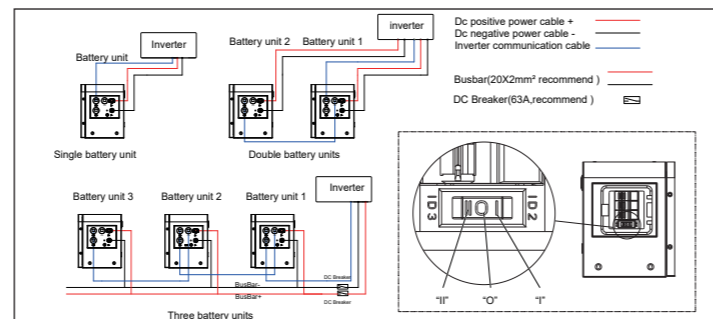 Battery unit
Inverter
Single battery unit
Battery unit 2
Battery unit 1
inverter
Double battery units
Dc positive power cable +
Dc negative power cable -
Inverter communication cable
Busbar(20X2mm² recommend )
DC Breaker(63A,recommend )
Battery unit 3
Battery unit 2
Battery unit 1
Inverter
DC Breaker
BusBar-
BusBar+
DC Breaker
Three battery units
ID 3
II O I
ID 2
"II"
"O"
"I"